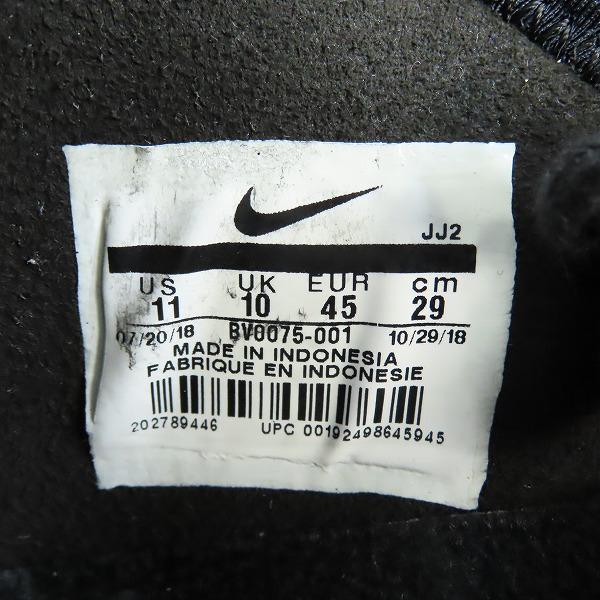 JJ2
US UK EUR cm
11 10 45 29
07/20/18 BV0075-001 10/29/18
MADE IN INDONESIA
FABRIQUE EN INDONESIE
202789446 UPC 00192498645945